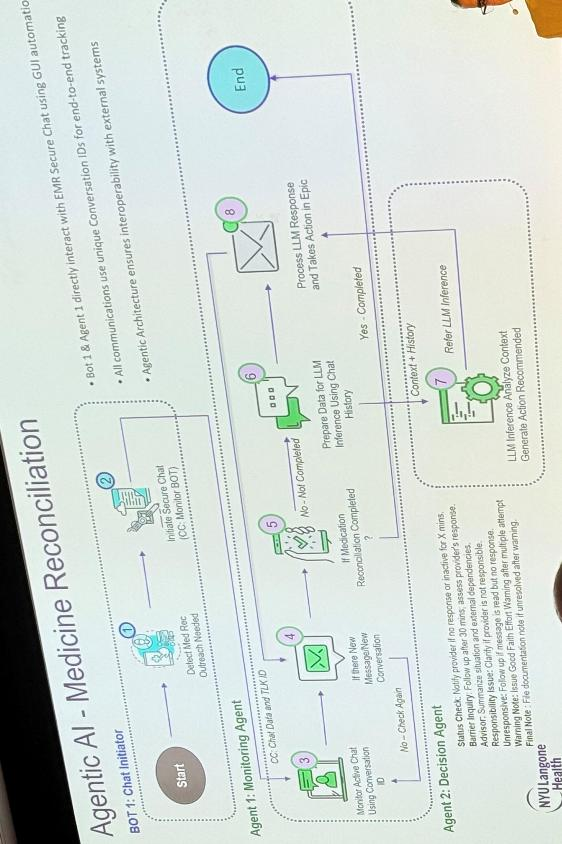 Agentic AI - Medicine Reconciliation
• Bot 1 & Agent 1 directly interact with EMR Secure Chat using GUI
• All communications use unique Conversation IDs for end-to-end tracking
• Agentic Architecture ensures interoperability with external systems
BOT 1: Chat Initiator
Start
1
Detect Med Rec
Outreach Needed
2
Initiate Secure Chat
(CC: Monitor BOT)
Agent 1: Monitoring Agent
CC: Chat Data and TLK ID
3
Monitor Active Chat
Using Conversation
ID
4
If there New
Message/New
Conversation
No – Check Again
5
If Medication
Reconciliation Completed
?
No - Not Completed
6
Prepare Data for LLM
Inference Using Chat
History
Yes - Completed
8
Process LLM Response
and Takes Action in Epic
End
Agent 2: Decision Agent
Status Check: Notify provider if no response or inactive for X mins.
Barrier Inquiry: Follow up after 30 mins; assess provider's response.
Advisor: Summarize situation and external dependencies.
Responsibility Issue: Clarify if provider is not responsible.
Unresponsive: Follow up if message is read but no response.
Warning Note: Issue Good Faith Effort Warning after multiple attempt
Final Note : File documentation note if unresolved after warning.
Context + History
7
Refer LLM Inference
LLM Inference Analyze Context
Generate Action Recommended
NYU Langone
Health